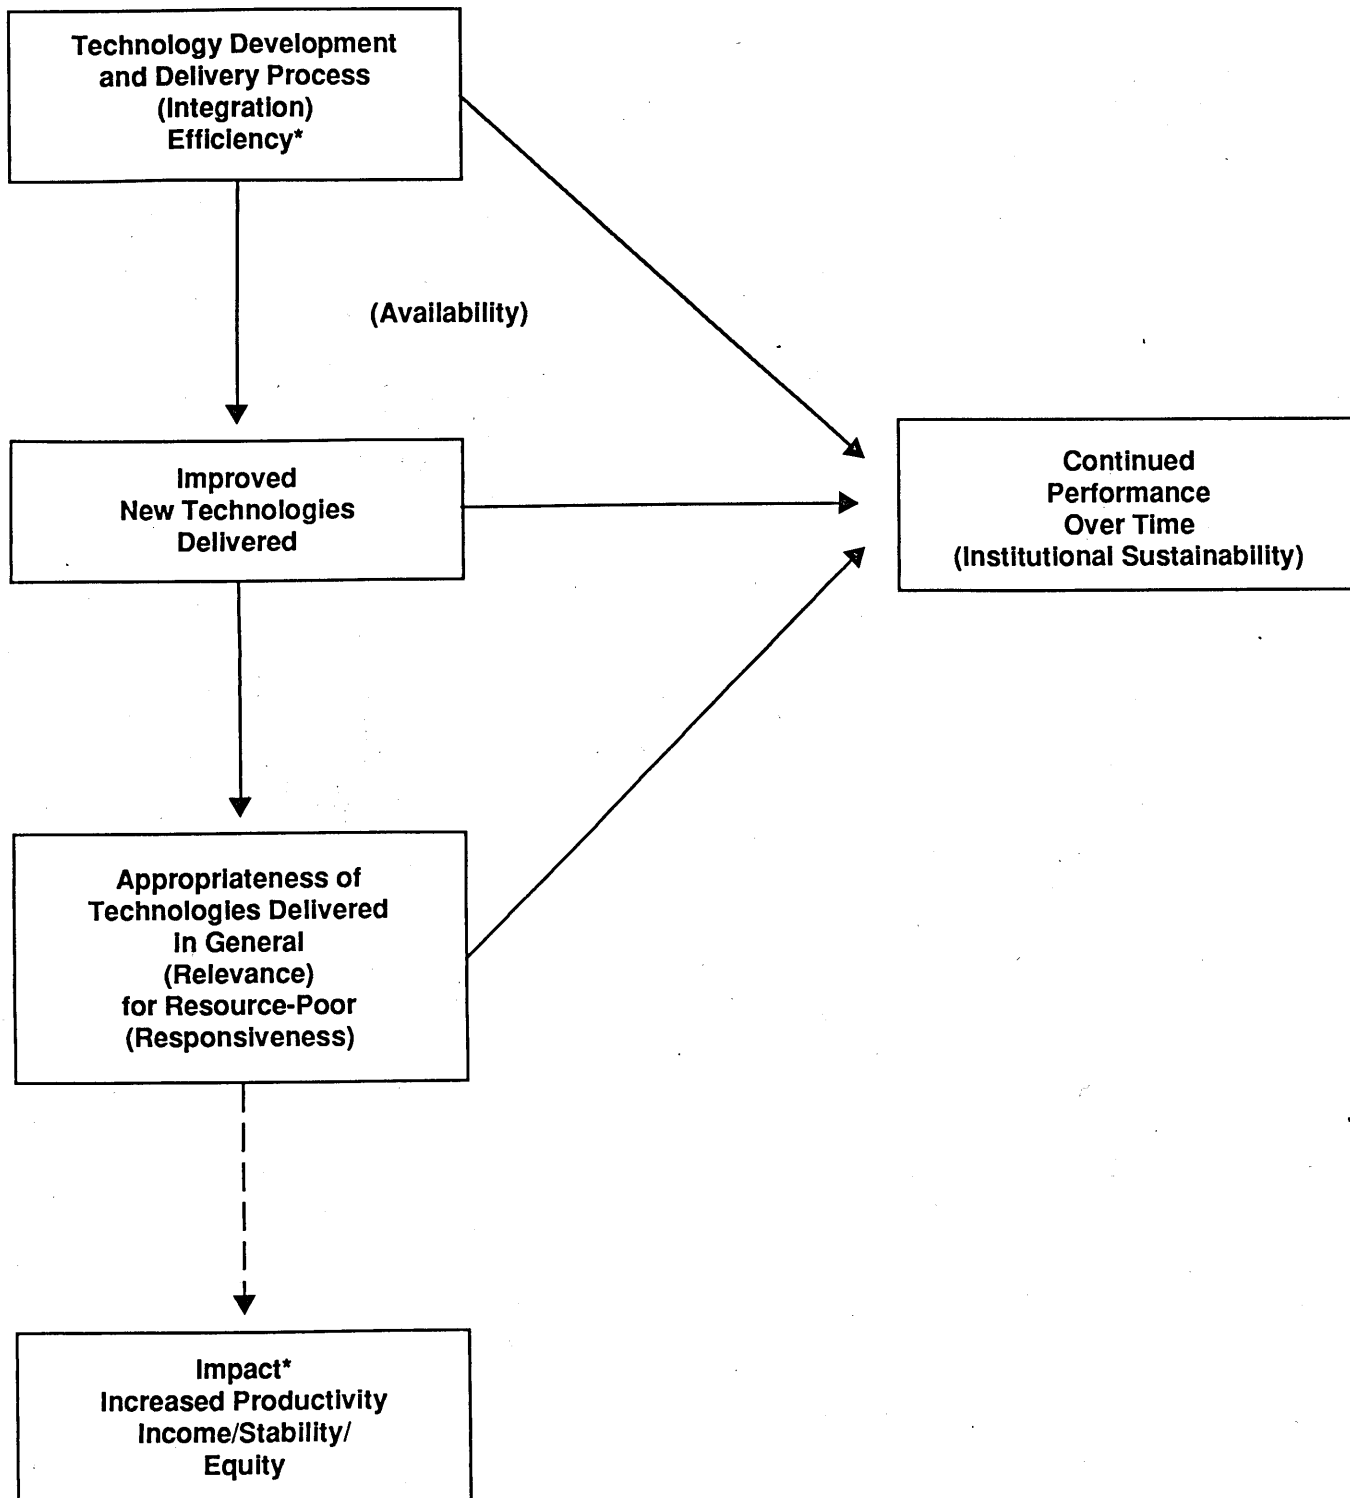 Technology Development
and Delivery Process
(Integration)
Efficiency*
(Availability)
Improved
New Technologies
Delivered
Continued
Performance
Over Time
(Institutional Sustainability)
Appropriateness of
Technologies Delivered
in General
(Relevance)
for Resource-Poor
(Responsiveness)
Impact*
Increased Productivity
Income/Stability/
Equity